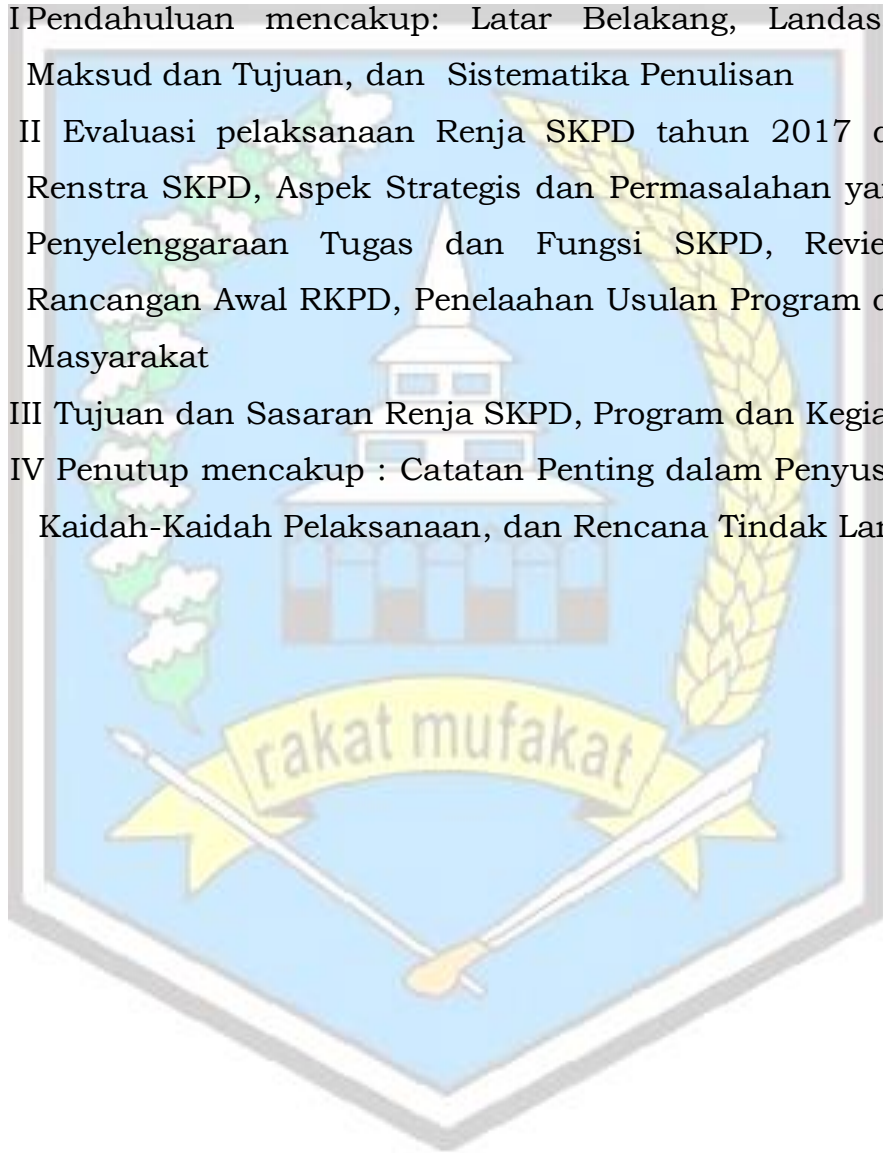 I Pendahuluan mencakup: Latar Belakang, Landas
Maksud dan Tujuan, dan Sistematika Penulisan
II Evaluasi pelaksanaan Renja SKPD tahun 2017
Renstra SKPD, Aspek Strategis dan Permasalahan
Penyelenggaraan Tugas dan Fungsi SKPD,
Rancangan Awal RKPD, Penelaahan Usulan Program
Masyarakat
III Tujuan dan Sasaran Renja SKPD, Program dan
IV Penutup mencakup : Catatan Penting dalam
Kaidah-Kaidah Pelaksanaan, dan Rencana Tindak
rakat mufakat